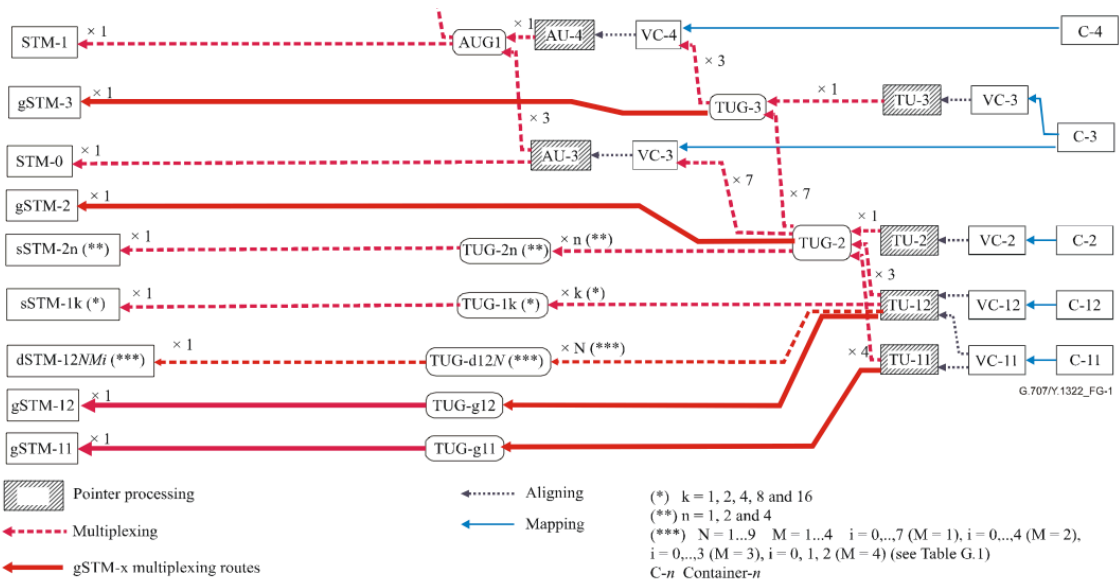 × 1 × 1
STM-1 AUG1 AU-4 VC-4 C-4
× 3
× 1 × 1
gSTM-3 TUG-3 TU-3 VC-3
× 3
× 1 C-3
STM-0 AU-3 VC-3
× 7 × 7
× 1
gSTM-2
× 1 × n (**) × 1
sSTM-2n (**) TUG-2n (**) TUG-2 TU-2 VC-2 C-2
× 3
× 1 × k (*)
sSTM-1k (*) TUG-1k (*) TU-12 VC-12 C-12
× 1 × N (***) × 4
dSTM-12NMi (***) TUG-d12N (***) TU-11 VC-11 C-11
G.707/Y.1322_FG-1
× 1
gSTM-12 TUG-g12
× 1
gSTM-11 TUG-g11
Pointer processing
Multiplexing
gSTM-x multiplexing routes
Aligning
Mapping
(*) k = 1, 2, 4, 8 and 16
(**) n = 1, 2 and 4
(***) N = 1...9 M = 1...4 i = 0,..,7 (M = 1), i = 0,..,4 (M = 2),
i = 0,..,3 (M = 3), i = 0, 1, 2 (M = 4) (see Table G.1)
C-n Container-n